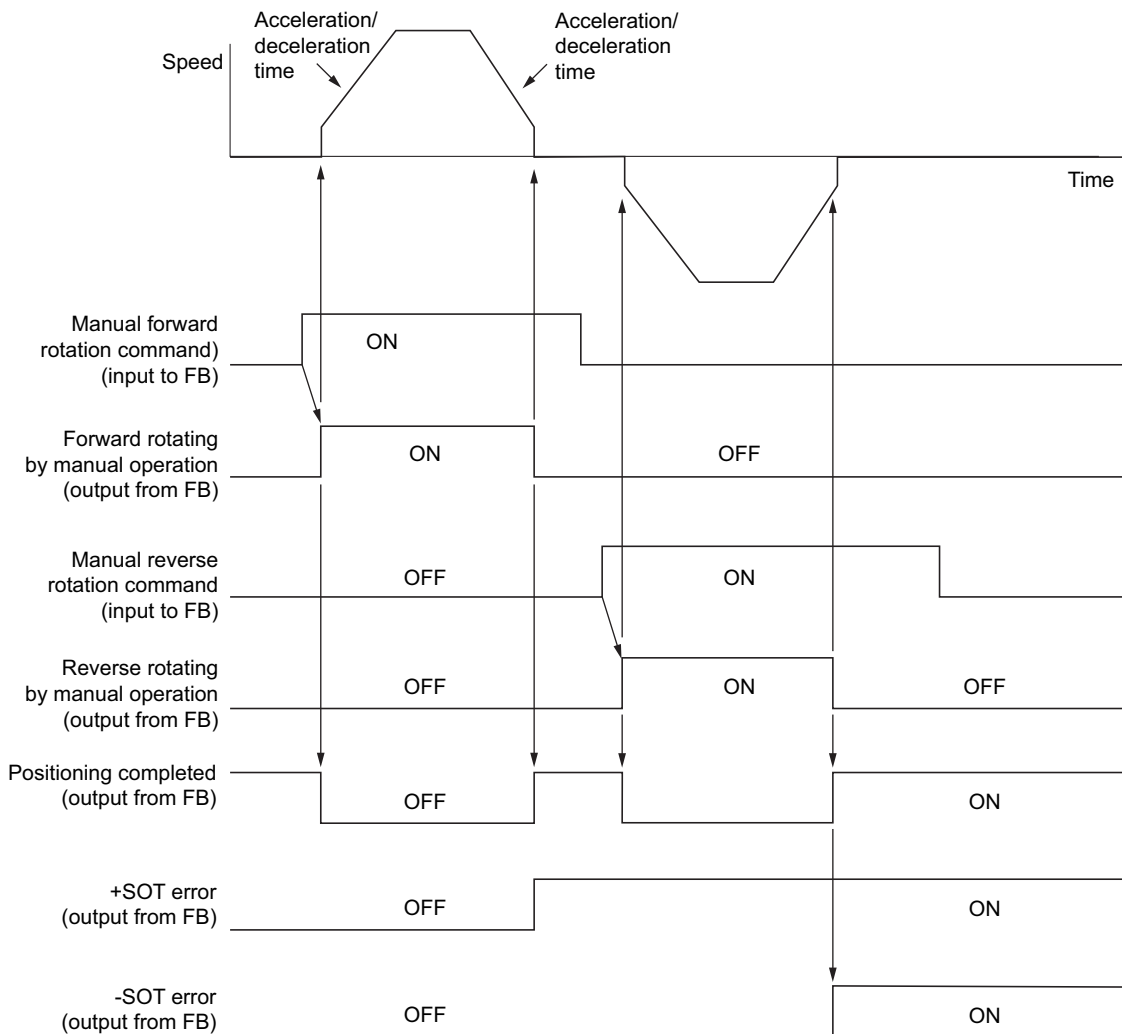 Acceleration/
deceleration
time
Acceleration/
deceleration
time
Speed
Time
Manual forward
rotation command)
(input to FB)
ON
Forward rotating
by manual operation
(output from FB)
ON
OFF
Manual reverse
rotation command
(input to FB)
OFF
ON
Reverse rotating
by manual operation
(output from FB)
OFF
ON
OFF
Positioning completed
(output from FB)
OFF
ON
+SOT error
(output from FB)
OFF
ON
-SOT error
(output from FB)
OFF
ON